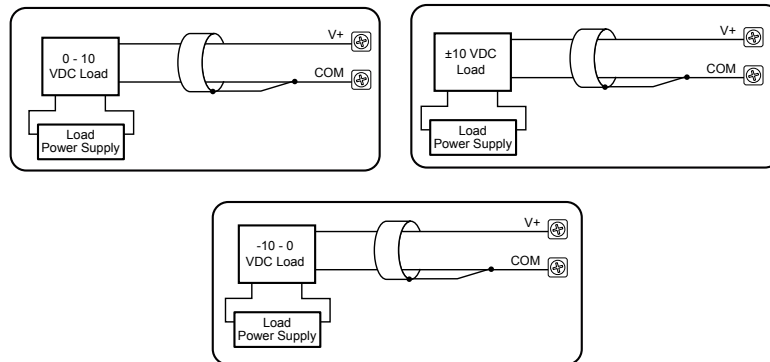 0 - 10
VDC Load
V+
COM
Load
Power Supply
±10 VDC
Load
V+
COM
Load
Power Supply
-10 - 0
VDC Load
V+
COM
Load
Power Supply